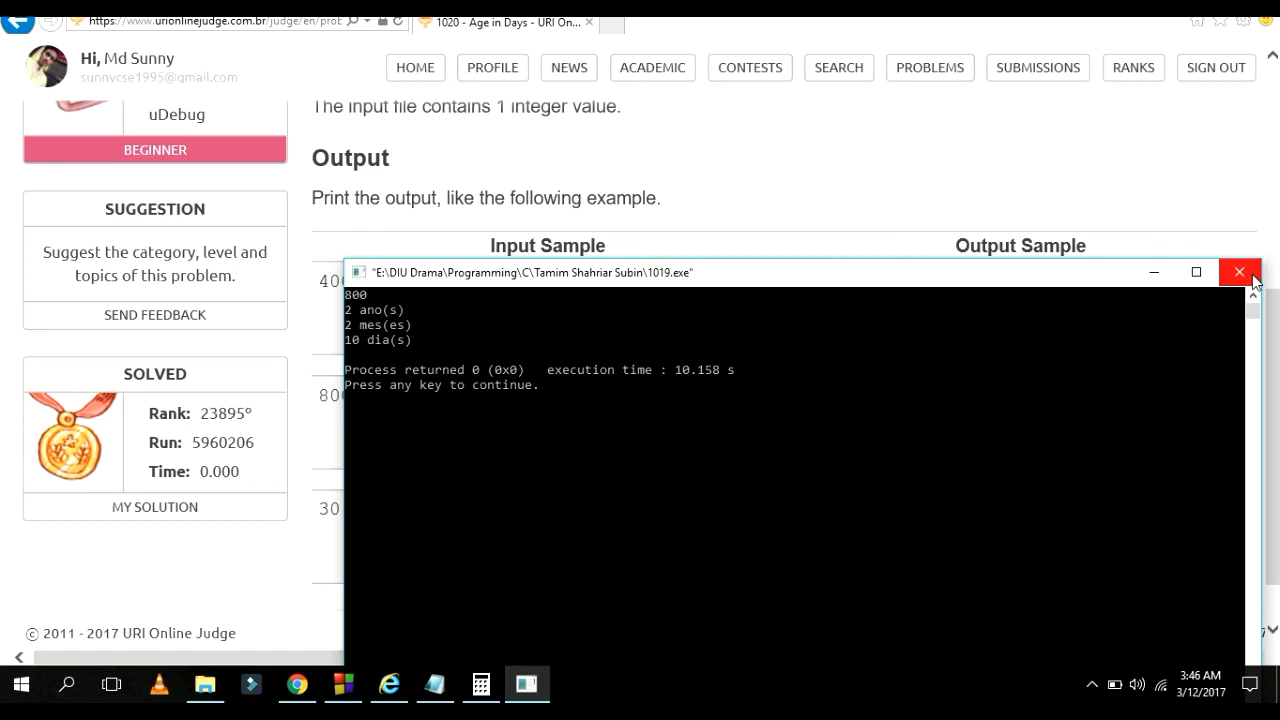 https://www.urionlinejudge.com.br/judge/en/prob
1020 - Age in Days - URI On...
Hi, Md Sunny
sunnycse1995@gmail.com
HOME
PROFILE
NEWS
ACADEMIC
CONTESTS
SEARCH
PROBLEMS
SUBMISSIONS
RANKS
SIGN OUT
uDebug
BEGINNER
SUGGESTION
Suggest the category, level and
topics of this problem.
SEND FEEDBACK
SOLVED
Rank: 23895º
Run: 5960206
Time: 0.000
MY SOLUTION
The input file contains 1 integer value.
Output
Print the output, like the following example.
Input Sample
Output Sample
400
800
30
"E:\DIU Drama\Programming\C\Tamim Shahriar Subin\1019.exe"
800
2 ano(s)
2 mes(es)
10 dia(s)
Process returned 0 (0x0)   execution time : 10.158 s
Press any key to continue.
© 2011 - 2017 URI Online Judge
3:46 AM
3/12/2017